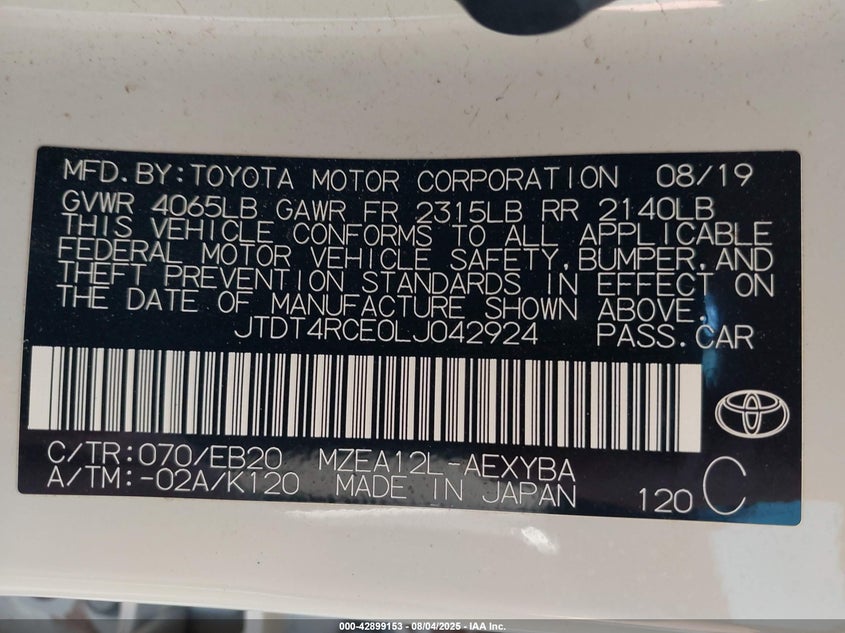 MFD.BY:TOYOTA MOTOR CORPORATION 08/19
GVWR 4065LB GAWR FR 2315LB RR 2140LB
THIS VEHICLE CONFORMS TO ALL APPLICABLE
FEDERAL MOTOR VEHICLE SAFETY,BUMPER,AND
THEFT PREVENTION STANDARDS IN EFFECT ON
THE DATE OF MANUFACTURE SHOWN ABOVE.
JTDT4RCE0LJ042924 PASS.CAR
C/TR:070/EB20 MZEA12L-AEXYBA
A/TM:-02A/K120 MADE IN JAPAN 120 C
000-42899153 - 08/04/2025 - IAA Inc.